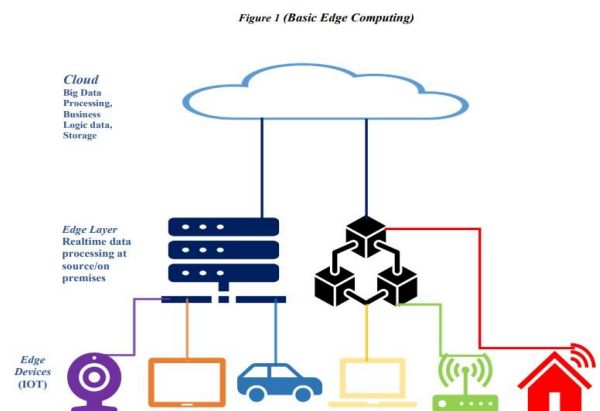 Figure 1 (Basic Edge Computing)
Cloud
Big Data
Processing,
Business
Logic data,
Storage
Edge Layer
Realtime data
processing at
source/on
premises
Edge
Devices
(IOT)